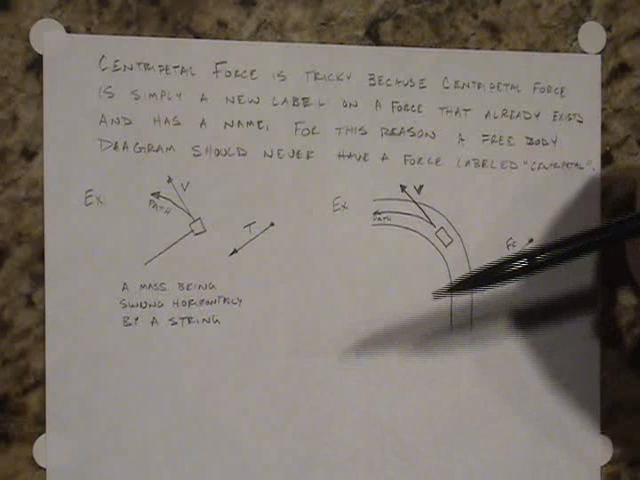 CENTRIPETAL FORCE IS TRICKY BECAUSE CENTRIPETAL FORCE
IS SIMPLY A NEW LABEL ON A FORCE THAT ALREADY EXISTS
AND HAS A NAME. FOR THIS REASON A FREE BODY
DIAGRAM SHOULD NEVER HAVE A FORCE LABELED "CENTRIPETAL".
Ex
V
PATH
T
A MASS BEING
SWUNG HORIZONTALLY
BY A STRING
Ex
V
PATH